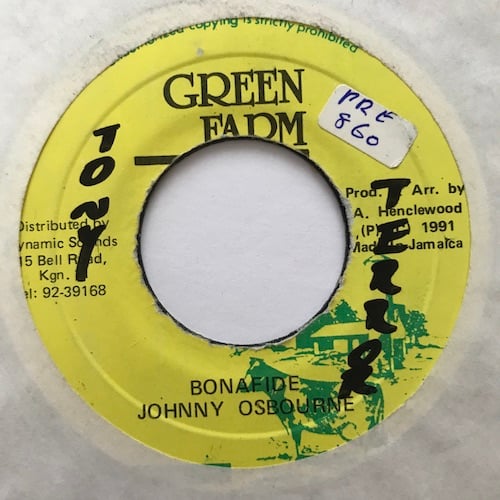 copying is strictly prohibited
GREEN
FARM
PRE
860
TONY
TERROR
Distributed by
Dynamic Sounds
15 Bell Road,
Kgn.
Tel: 92-39168
Prod. & Arr. by
A. Henclewood
(P) 1991
Made in Jamaica
BONAFIDE
JOHNNY OSBOURNE